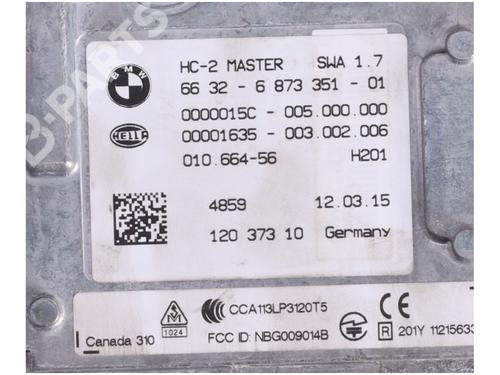 B-PARTS
BMW
HC-2 MASTER SWA 1.7
66 32 - 6 873 351 - 01
0000015C - 005.000.000
HELLA
00001635 - 003.002.006
010.664-56 H201
4859 12.03.15
120 373 10 Germany
CCA113LP3120T5
Canada 310
1024
FCC ID: NBG009014B
R 201Y 11215633